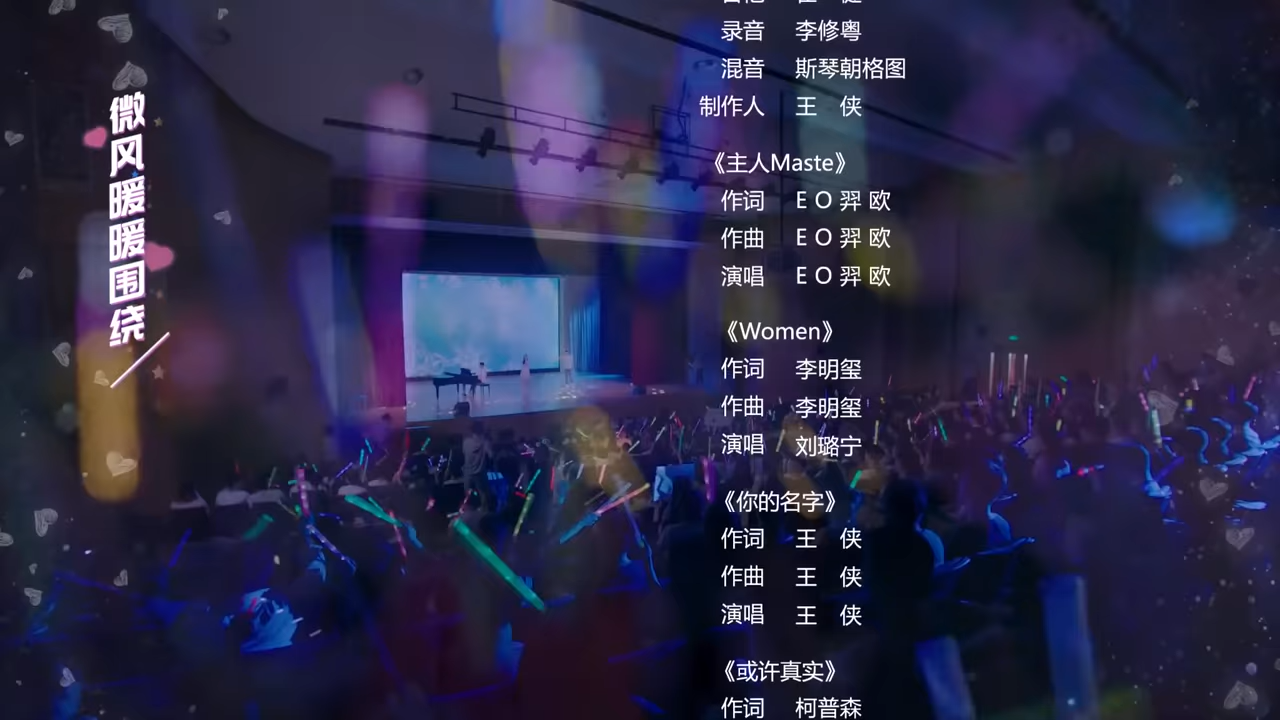 微风暖暖围绕
录音 李修粤
混音 斯琴朝格图
制作人 王 侠
《主人Maste》
作词 E O 羿 欧
作曲 E O 羿 欧
演唱 E O 羿 欧
《Women》
作词 李明玺
作曲 李明玺
演唱 刘璐宁
《你的名字》
作词 王 侠
作曲 王 侠
演唱 王 侠
《或许真实》
作词 柯普森